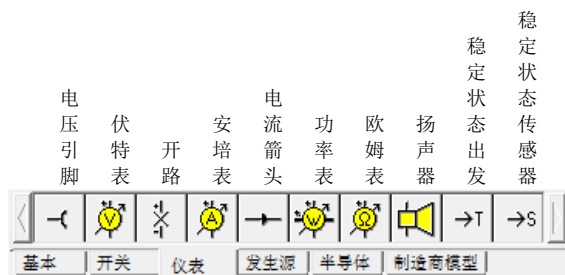 电压引脚
伏特表
开路
安培表
电流箭头
功率表
欧姆表
扬声器
稳定状态出发
稳定状态传感器
V
A
W
Ω
T
S
基本 开关 仪表 发生源 半导体 制造商模型